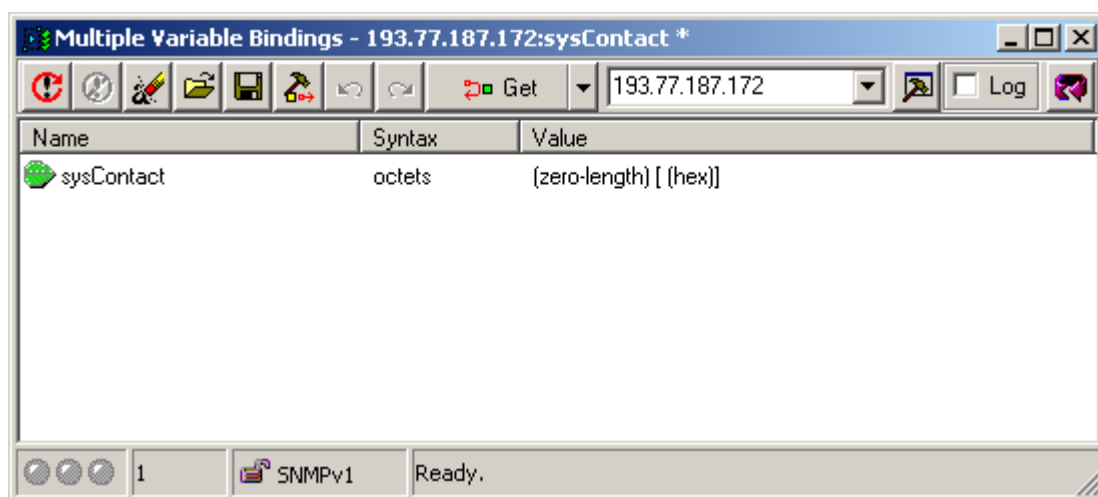 Multiple Variable Bindings - 193.77.187.172:sysContact *
Get 193.77.187.172 Log
Name Syntax Value
sysContact octets (zero-length) [ (hex)]
1 SNMPv1 Ready.